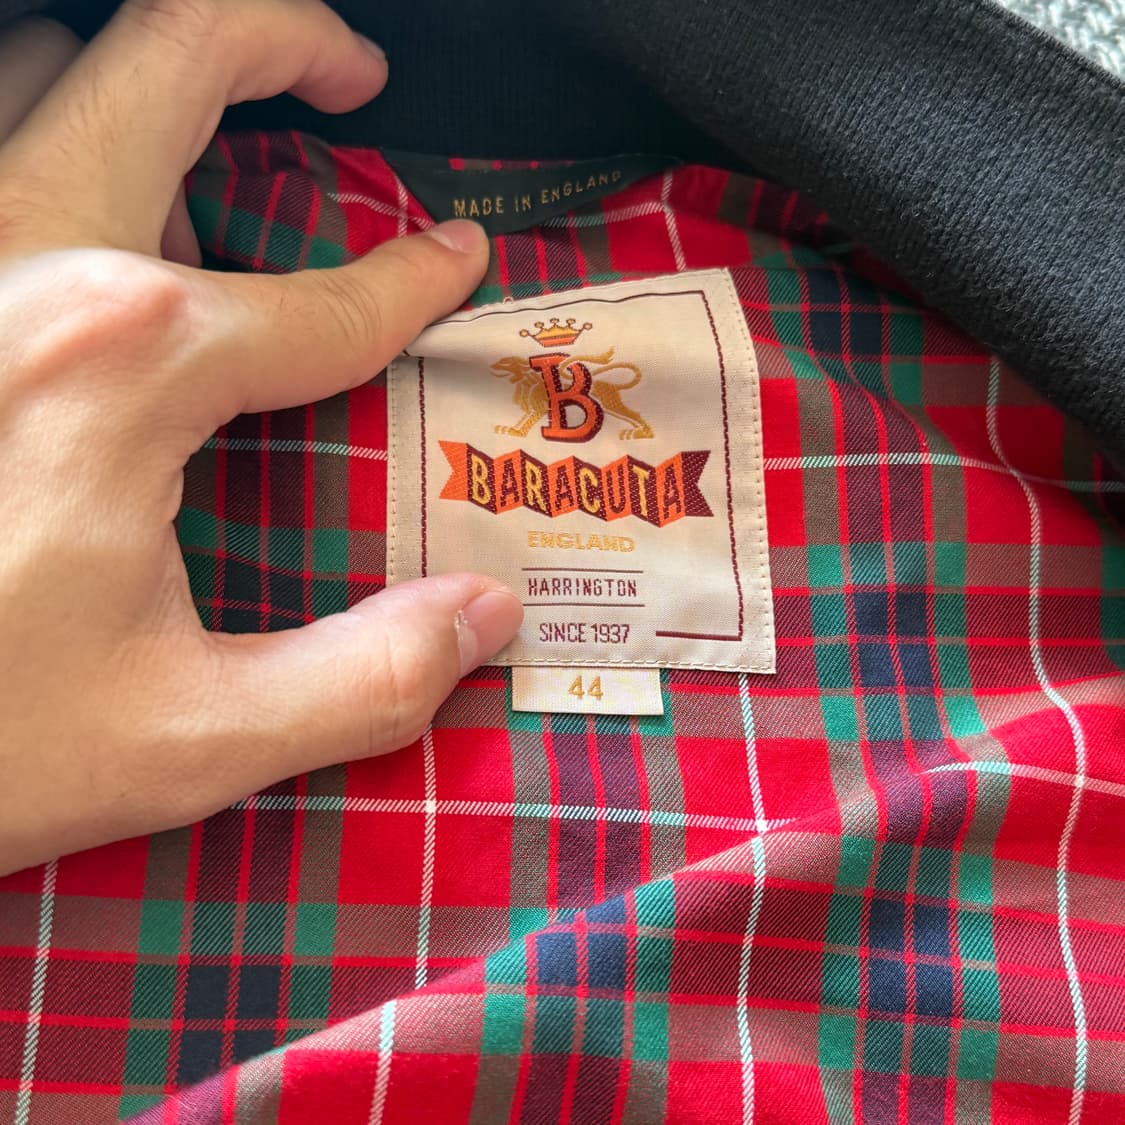 MADE IN ENGLAND
B
BARACUTA
ENGLAND
HARRINGTON
SINCE 1937
44